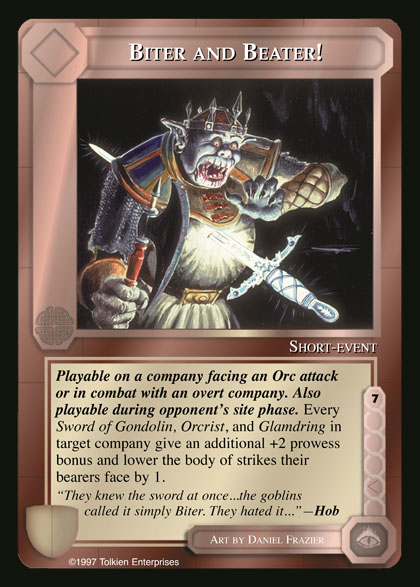 BITER AND BEATER!
SHORT-EVENT
Playable on a company facing an Orc attack
or in combat with an overt company. Also
playable during opponent's site phase. Every
Sword of Gondolin, Orcrist, and Glamdring in
target company give an additional +2 prowess
bonus and lower the body of strikes their
bearers face by 1.
7
“They knew the sword at once...the goblins
called it simply Biter. They hated it...” —Hob
ART BY DANIEL FRAZIER
©1997 Tolkien Enterprises